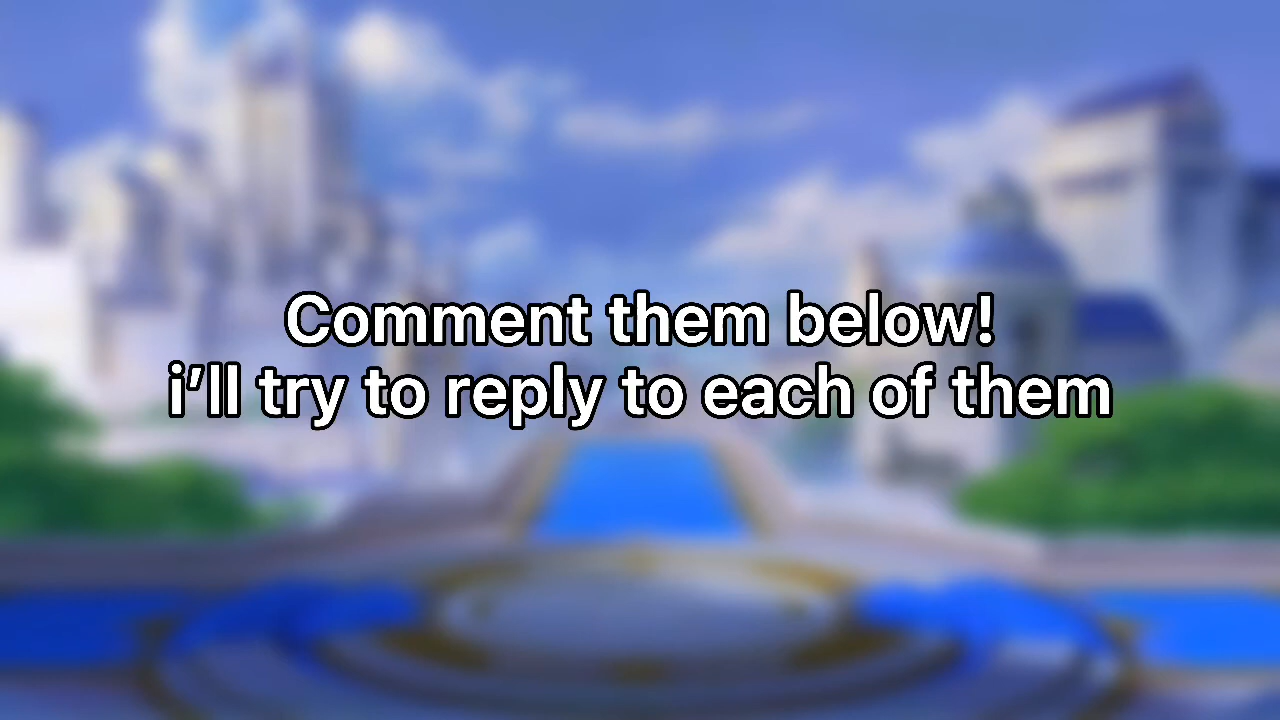 Comment them below!
i’ll try to reply to each of them